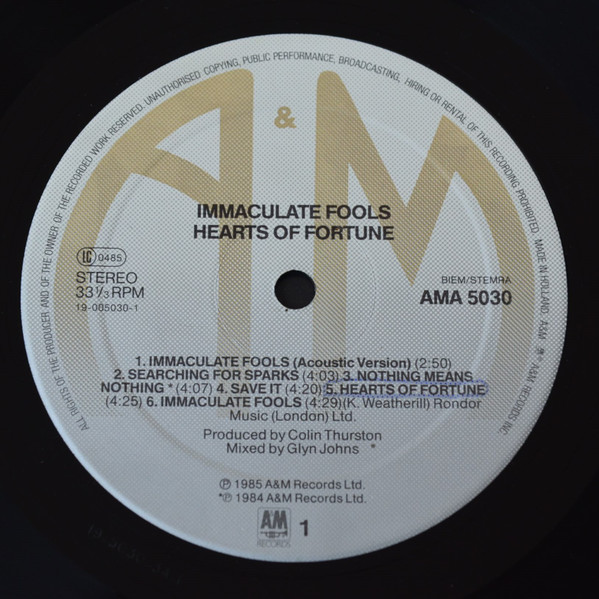 ALL RIGHTS OF THE PRODUCER AND OF THE OWNER OF THE RECORDED WORK RESERVED. UNAUTHORISED COPYING, PUBLIC PERFORMANCE, BROADCASTING, HIRING OR RENTAL OF THIS RECORDING PROHIBITED. MADE IN HOLLAND. A&M ® A&M RECORDS INC.
A & M
IMMACULATE FOOLS
HEARTS OF FORTUNE
LC 0485
STEREO
33 1/3 RPM
19-005030-1
BIEM/STEMRA
AMA 5030
1. IMMACULATE FOOLS (Acoustic Version) (2:50)
2. SEARCHING FOR SPARKS (4:03) 3. NOTHING MEANS
NOTHING * (4:07) 4. SAVE IT (4:20) 5. HEARTS OF FORTUNE
(4:25) 6. IMMACULATE FOOLS (4:29) (K. Weatherill) Rondor
Music (London) Ltd.
Produced by Colin Thurston
Mixed by Glyn Johns *
℗ 1985 A&M Records Ltd.
*℗ 1984 A&M Records Ltd.
A&M
RECORDS
1